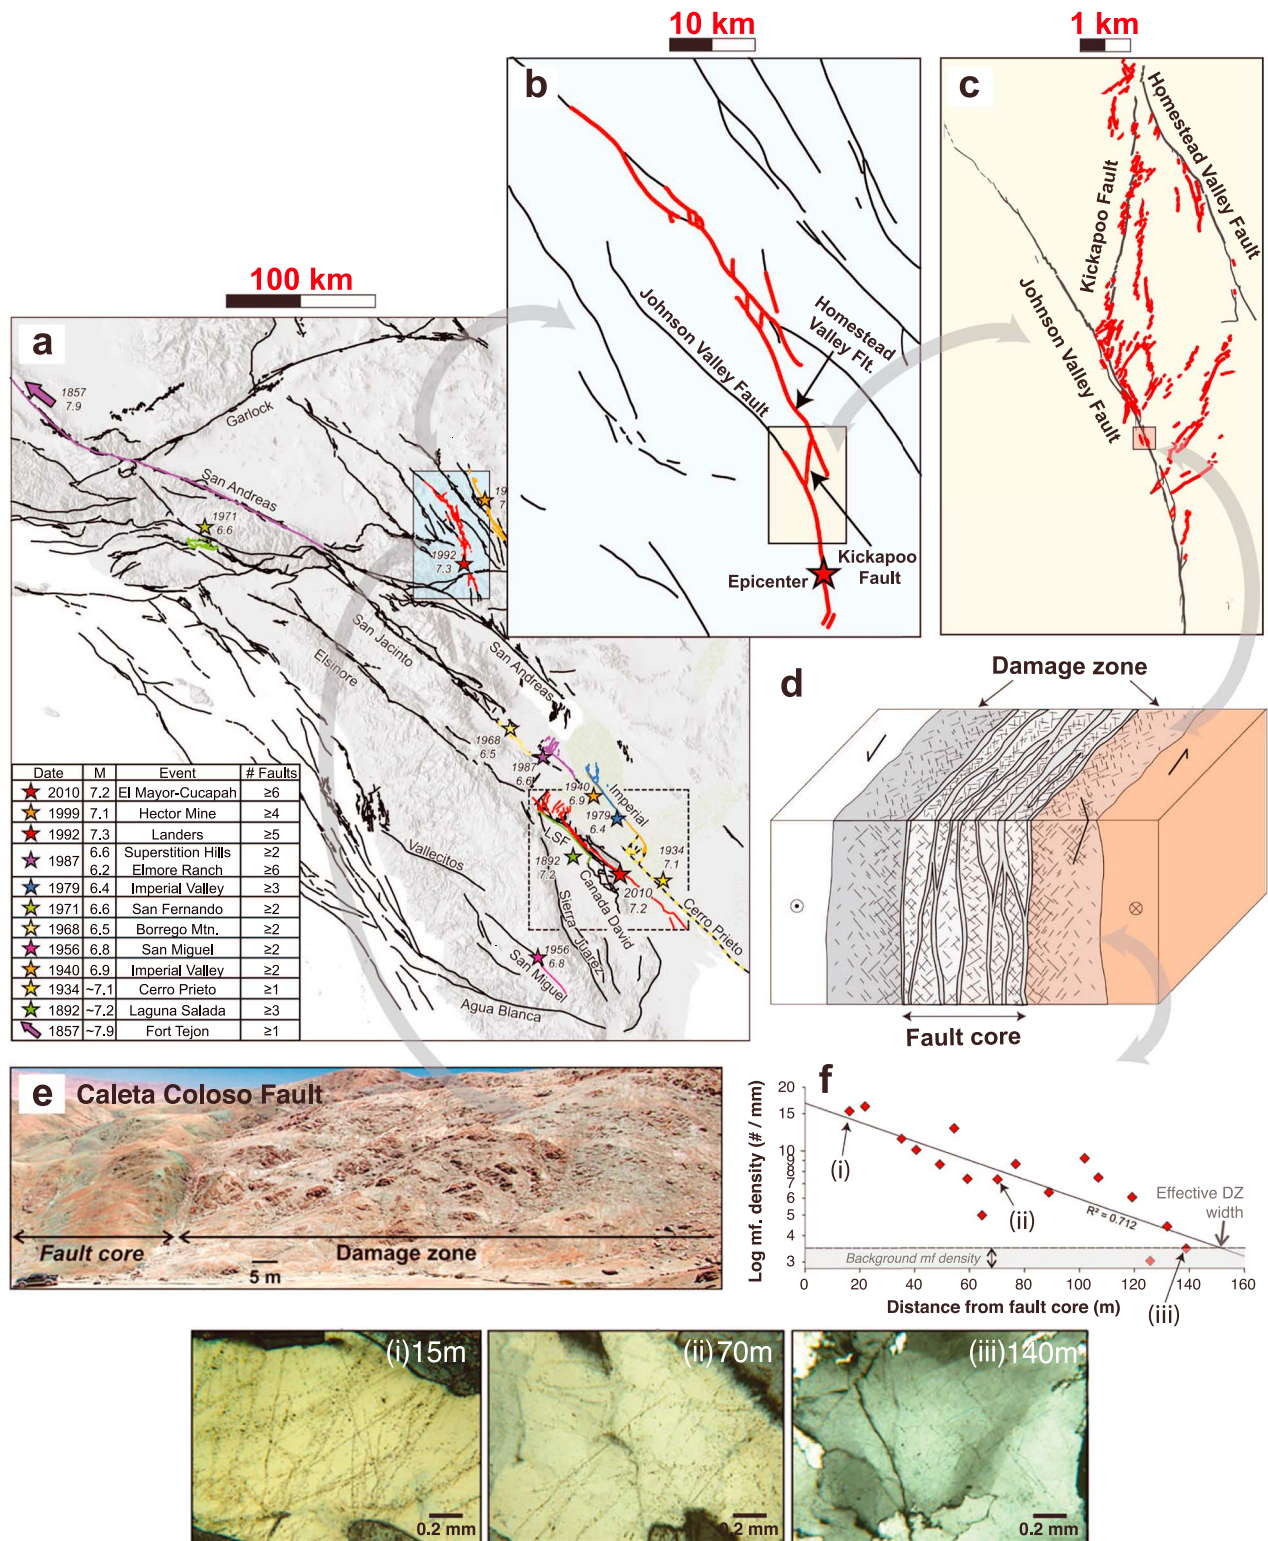 10 km
1 km
100 km
a
1857
7.9
Garlock
San Andreas
1971
6.6
1992
7.3
19
7.
San Jacinto
Elsinore
San Andreas
1968
6.5
1987
6.6
1940
6.9
Imperial
1979
6.4
1934
7.1
LSF
1892
7.2
2010
7.2
Vallecitos
Canada David
Sierra Juarez
Cerro Prieto
1956
6.8
San Miguel
Agua Blanca
Date M Event # Faults
2010 7.2 El Mayor-Cucapah ≥6
1999 7.1 Hector Mine ≥4
1992 7.3 Landers ≥5
1987 6.6 Superstition Hills ≥2
6.2 Elmore Ranch ≥6
1979 6.4 Imperial Valley ≥3
1971 6.6 San Fernando ≥2
1968 6.5 Borrego Mtn. ≥2
1956 6.8 San Miguel ≥2
1940 6.9 Imperial Valley ≥2
1934 ~7.1 Cerro Prieto ≥1
1892 ~7.2 Laguna Salada ≥3
1857 ~7.9 Fort Tejon ≥1
b
Johnson Valley Fault
Homestead
Valley Flt.
Kickapoo
Fault
Epicenter
c
Homestead Valley Fault
Kickapoo Fault
Johnson Valley Fault
d
Damage zone
Fault core
e Caleta Coloso Fault
Fault core
Damage zone
5 m
f
Log mf. density (# / mm)
20
15
10
9
8
7
6
5
4
3
(i)
(ii)
(iii)
R² = 0.712
Effective DZ
width
Background mf density
0 20 40 60 80 100 120 140 160
Distance from fault core (m)
(i)15m
0.2 mm
(ii)70m
0.2 mm
(iii)140m
0.2 mm